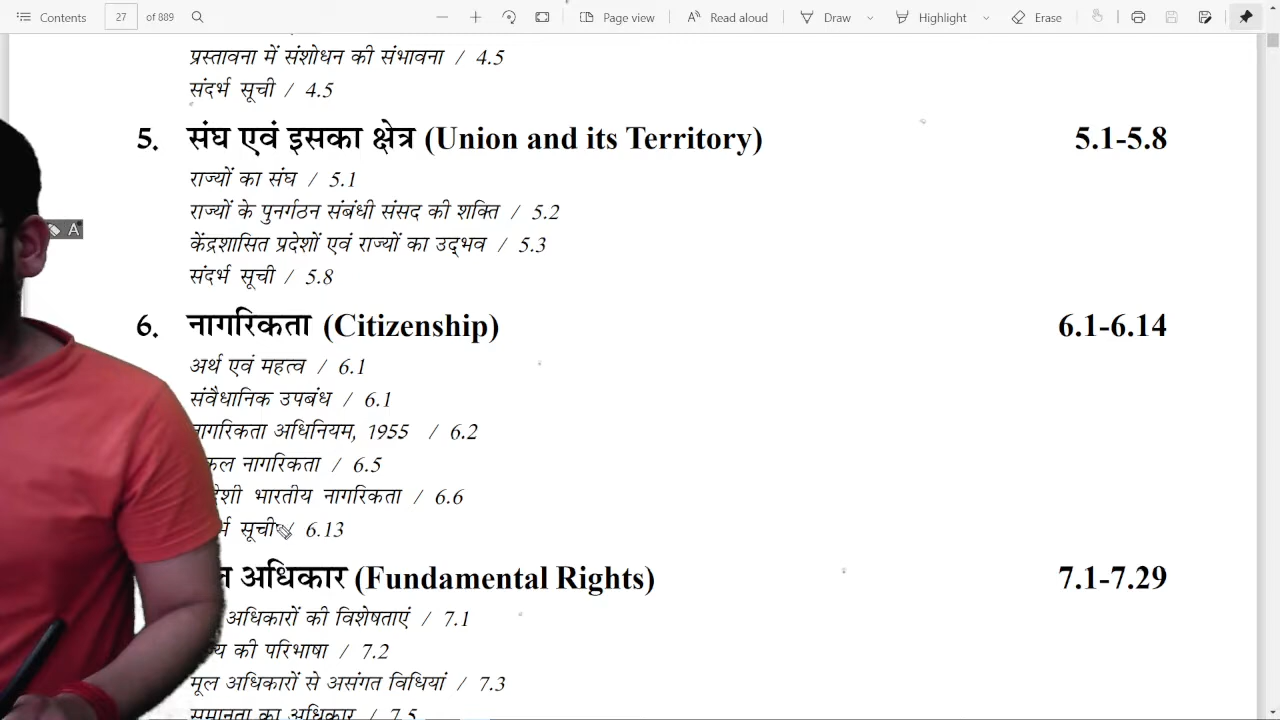 Contents 27 of 889 Page view Read aloud Draw Highlight Erase
प्रस्तावना में संशोधन की संभावना / 4.5
संदर्भ सूची / 4.5
5. संघ एवं इसका क्षेत्र (Union and its Territory) 5.1-5.8
राज्यों का संघ / 5.1
राज्यों के पुनर्गठन संबंधी संसद की शक्ति / 5.2
केंद्रशासित प्रदेशों एवं राज्यों का उद्भव / 5.3
संदर्भ सूची / 5.8
6. नागरिकता (Citizenship) 6.1-6.14
अर्थ एवं महत्व / 6.1
संवैधानिक उपबंध / 6.1
नागरिकता अधिनियम, 1955 / 6.2
नागरिकता / 6.5
भारतीय नागरिकता / 6.6
सूची / 6.13
अधिकार (Fundamental Rights) 7.1-7.29
अधिकारों की विशेषताएं / 7.1
की परिभाषा / 7.2
मूल अधिकारों से असंगत विधियां / 7.3
समानता का अधिकार / 7.5